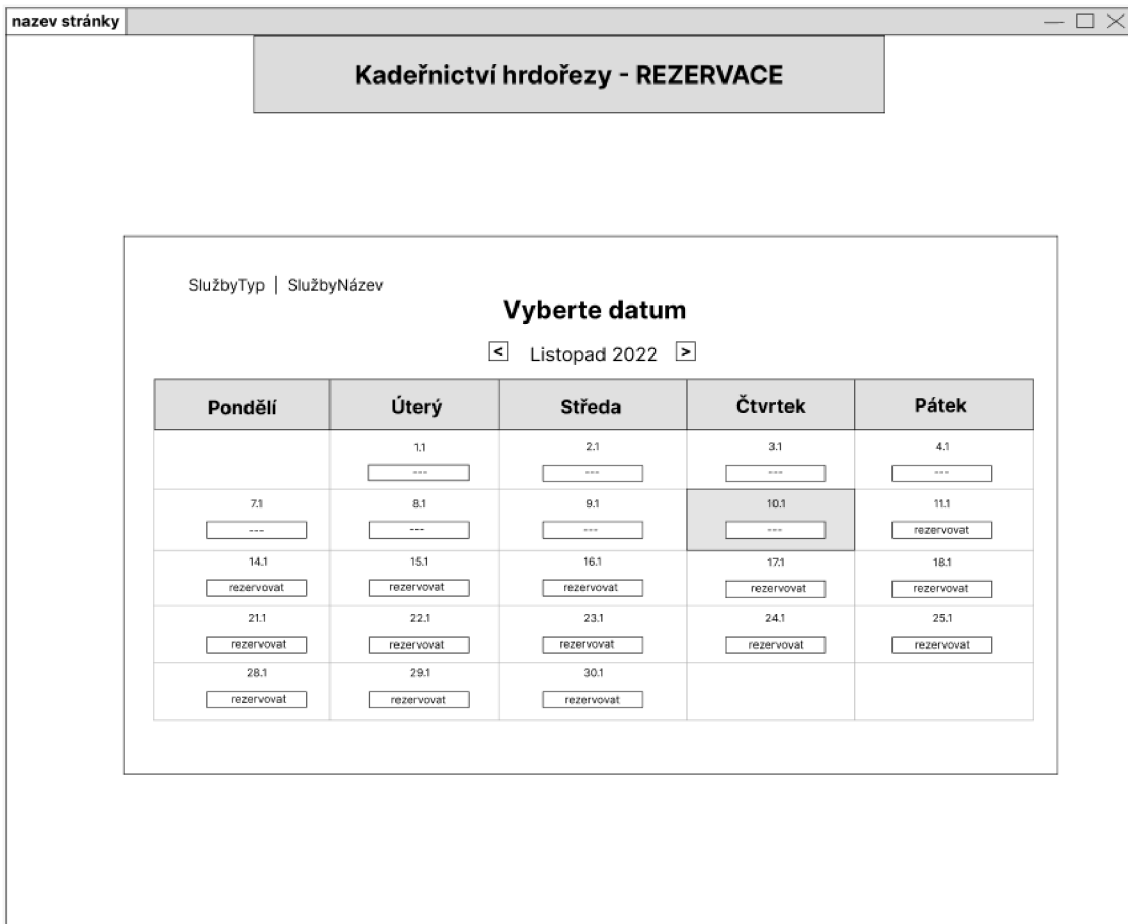 nazev stránky
Kadeřnictví hrdořezy - REZERVACE
SlužbyTyp | SlužbyNázev
Vyberte datum
< Listopad 2022 >
Pondělí Úterý Středa Čtvrtek Pátek
1.1 2.1 3.1 4.1
--- --- --- ---
7.1 8.1 9.1 10.1 11.1
--- --- --- --- rezervovat
14.1 15.1 16.1 17.1 18.1
rezervovat rezervovat rezervovat rezervovat rezervovat
21.1 22.1 23.1 24.1 25.1
rezervovat rezervovat rezervovat rezervovat rezervovat
28.1 29.1 30.1
rezervovat rezervovat rezervovat